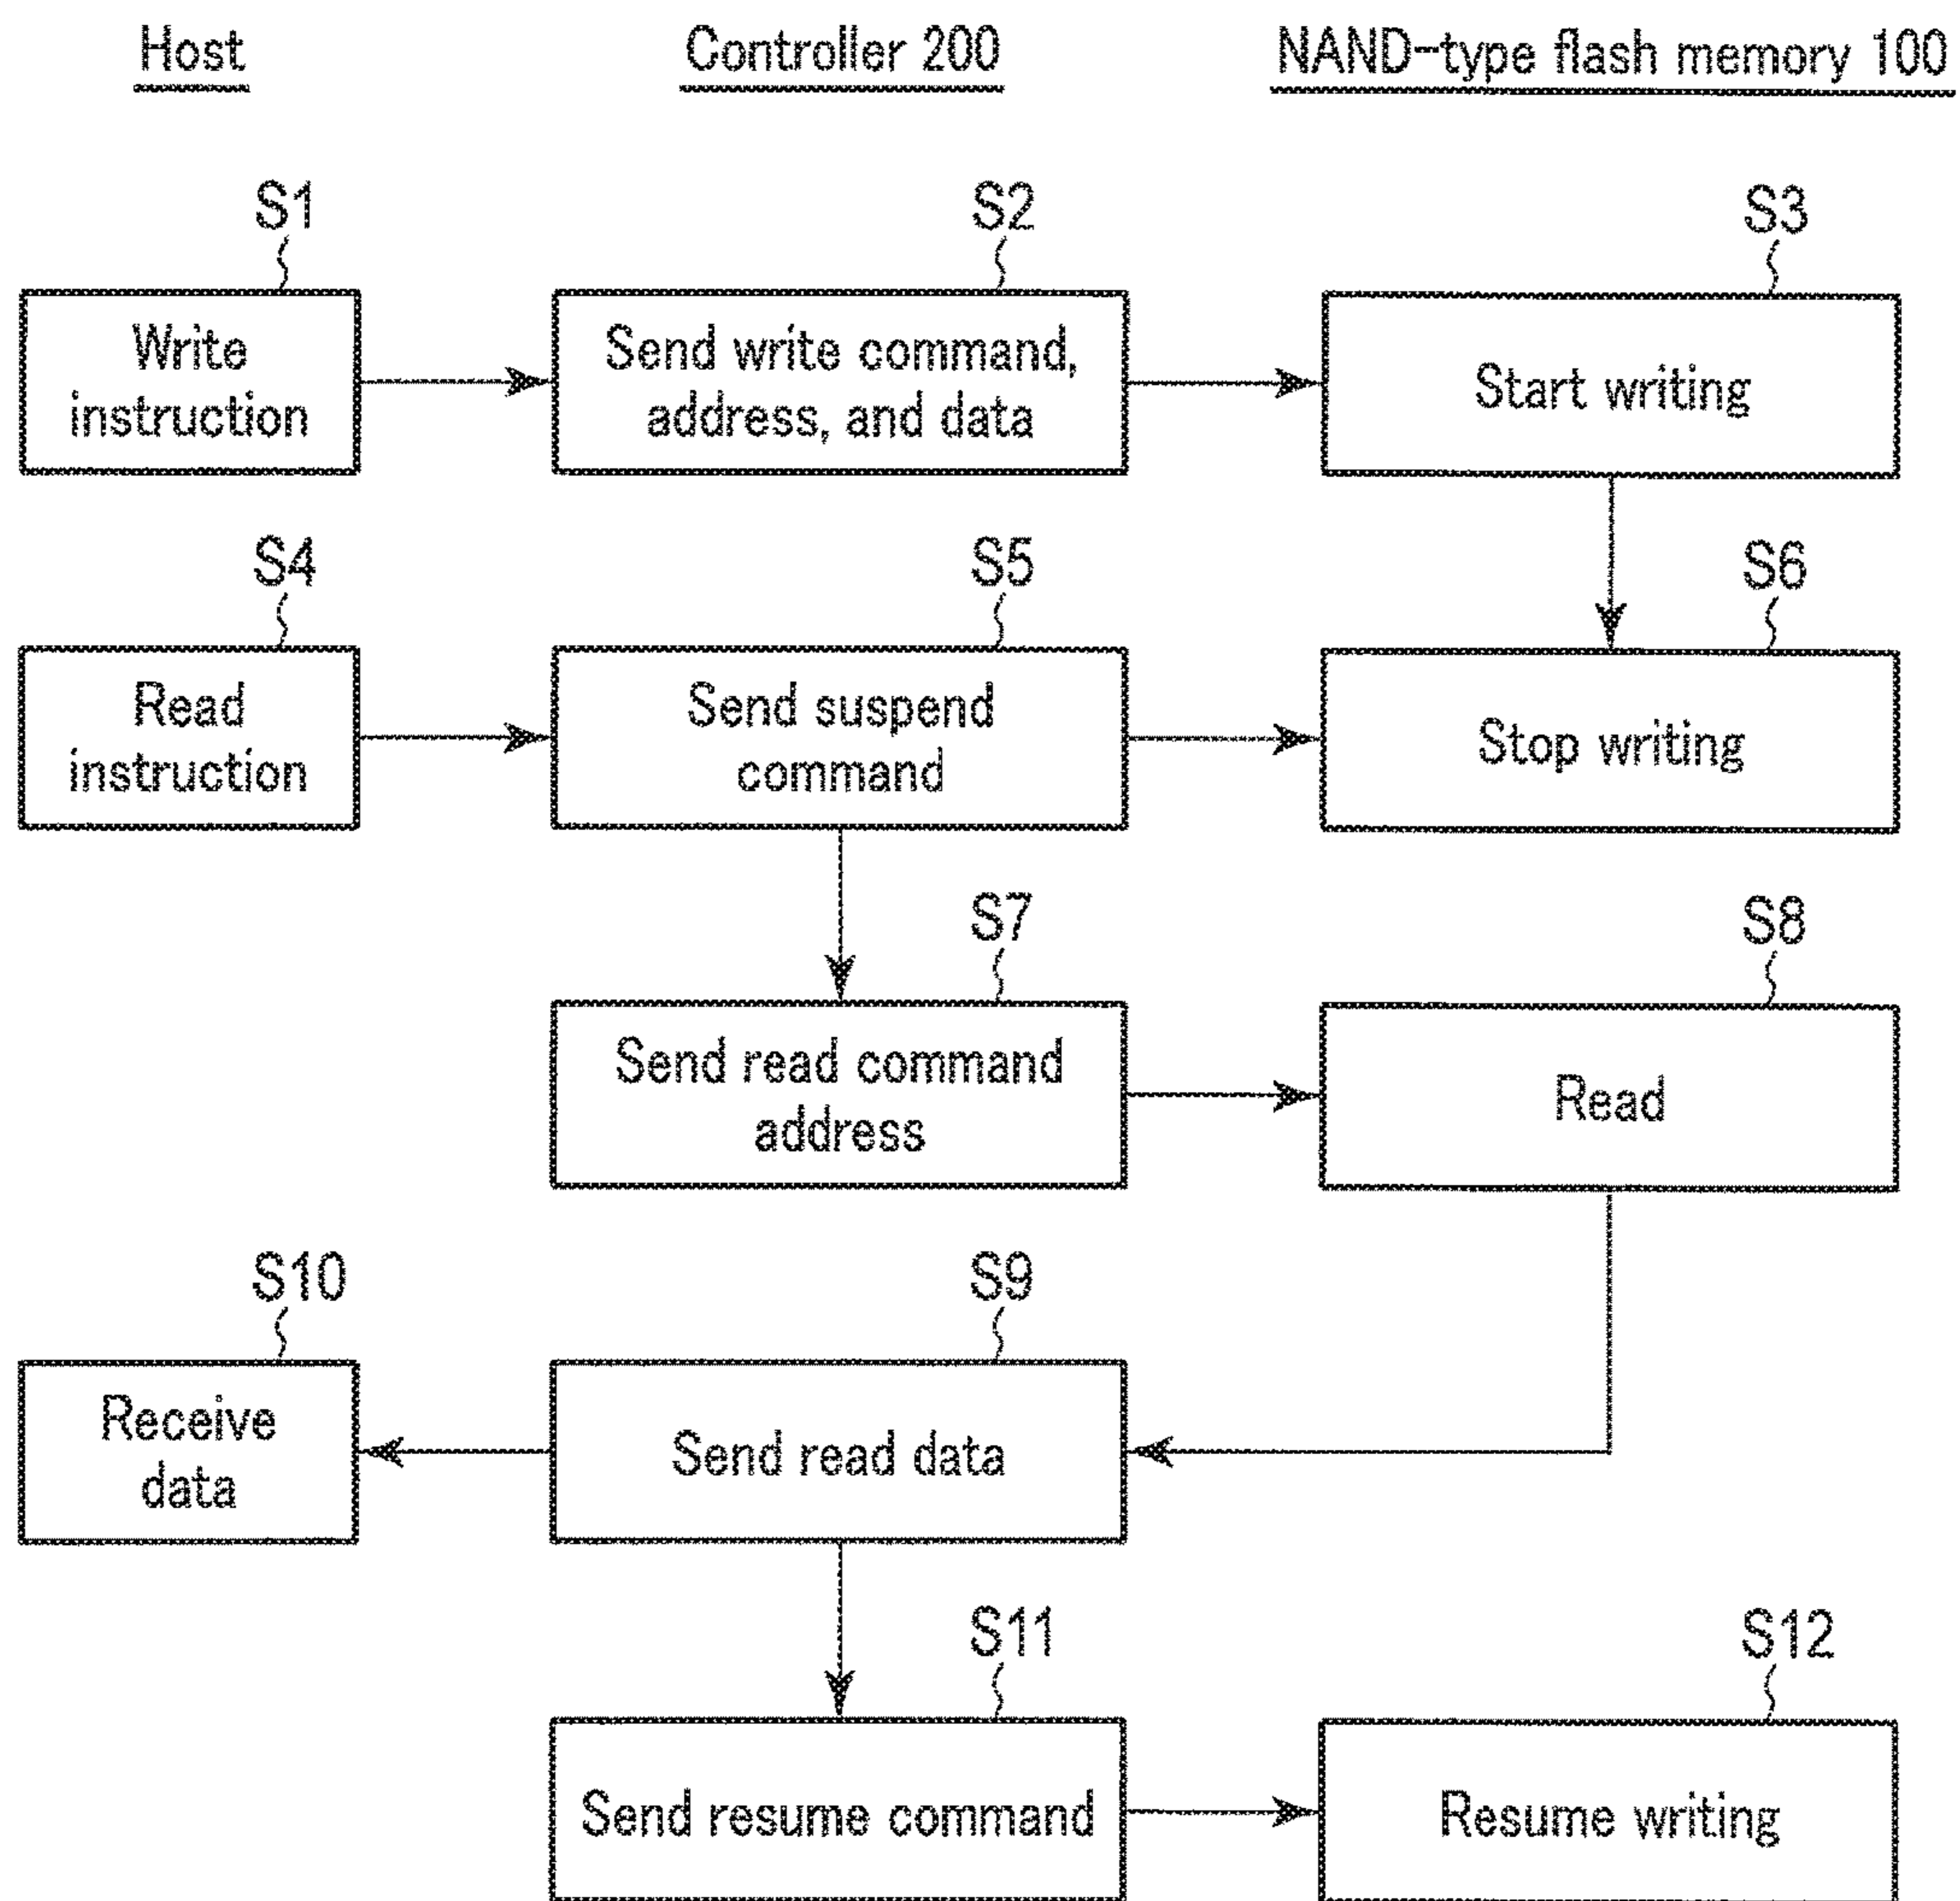 Host
Controller 200
NAND-type flash memory 100
S1
S2
S3
Write
instruction
Send write command,
address, and data
Start writing
S4
S5
S6
Read
instruction
Send suspend
command
Stop writing
S7
S8
Send read command
address
Read
S10
S9
Receive
data
Send read data
S11
S12
Send resume command
Resume writing